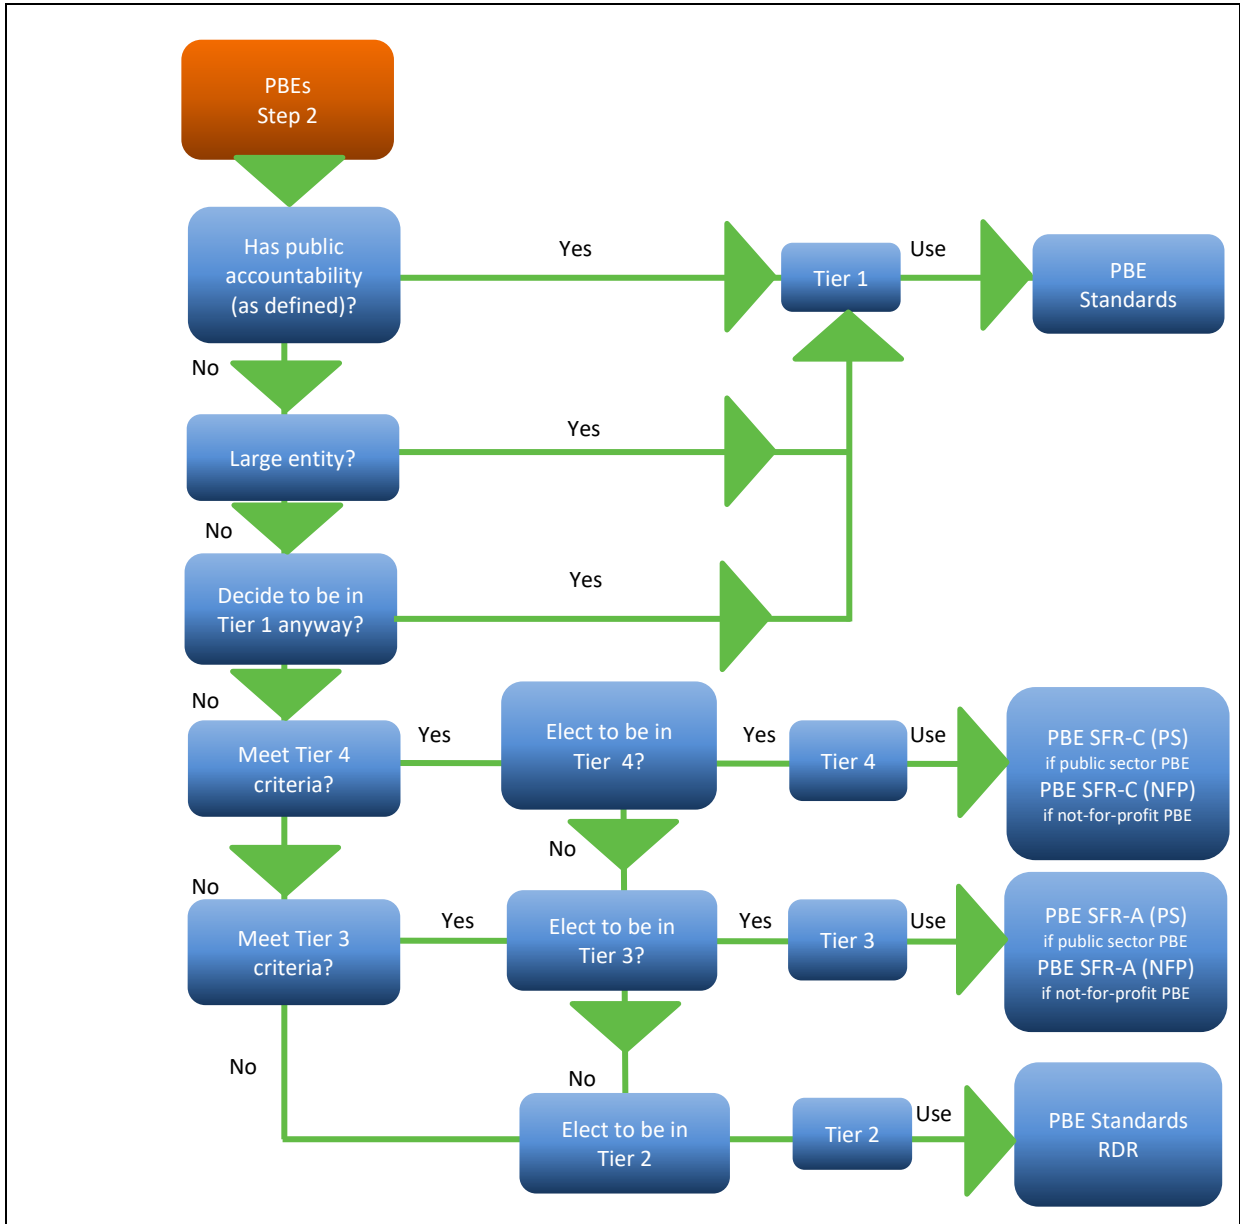 PBEs
Step 2
Has public
accountability
(as defined)?
Yes
Tier 1
Use
PBE
Standards
No
Large entity?
Yes
No
Decide to be in
Tier 1 anyway?
Yes
No
Meet Tier 4
criteria?
Yes
Elect to be in
Tier 4?
Yes
Tier 4
Use
PBE SFR-C (PS)
if public sector PBE
PBE SFR-C (NFP)
if not-for-profit PBE
No
No
Meet Tier 3
criteria?
Yes
Elect to be in
Tier 3?
Yes
Tier 3
Use
PBE SFR-A (PS)
if public sector PBE
PBE SFR-A (NFP)
if not-for-profit PBE
No
No
Elect to be in
Tier 2
Tier 2
Use
PBE Standards
RDR